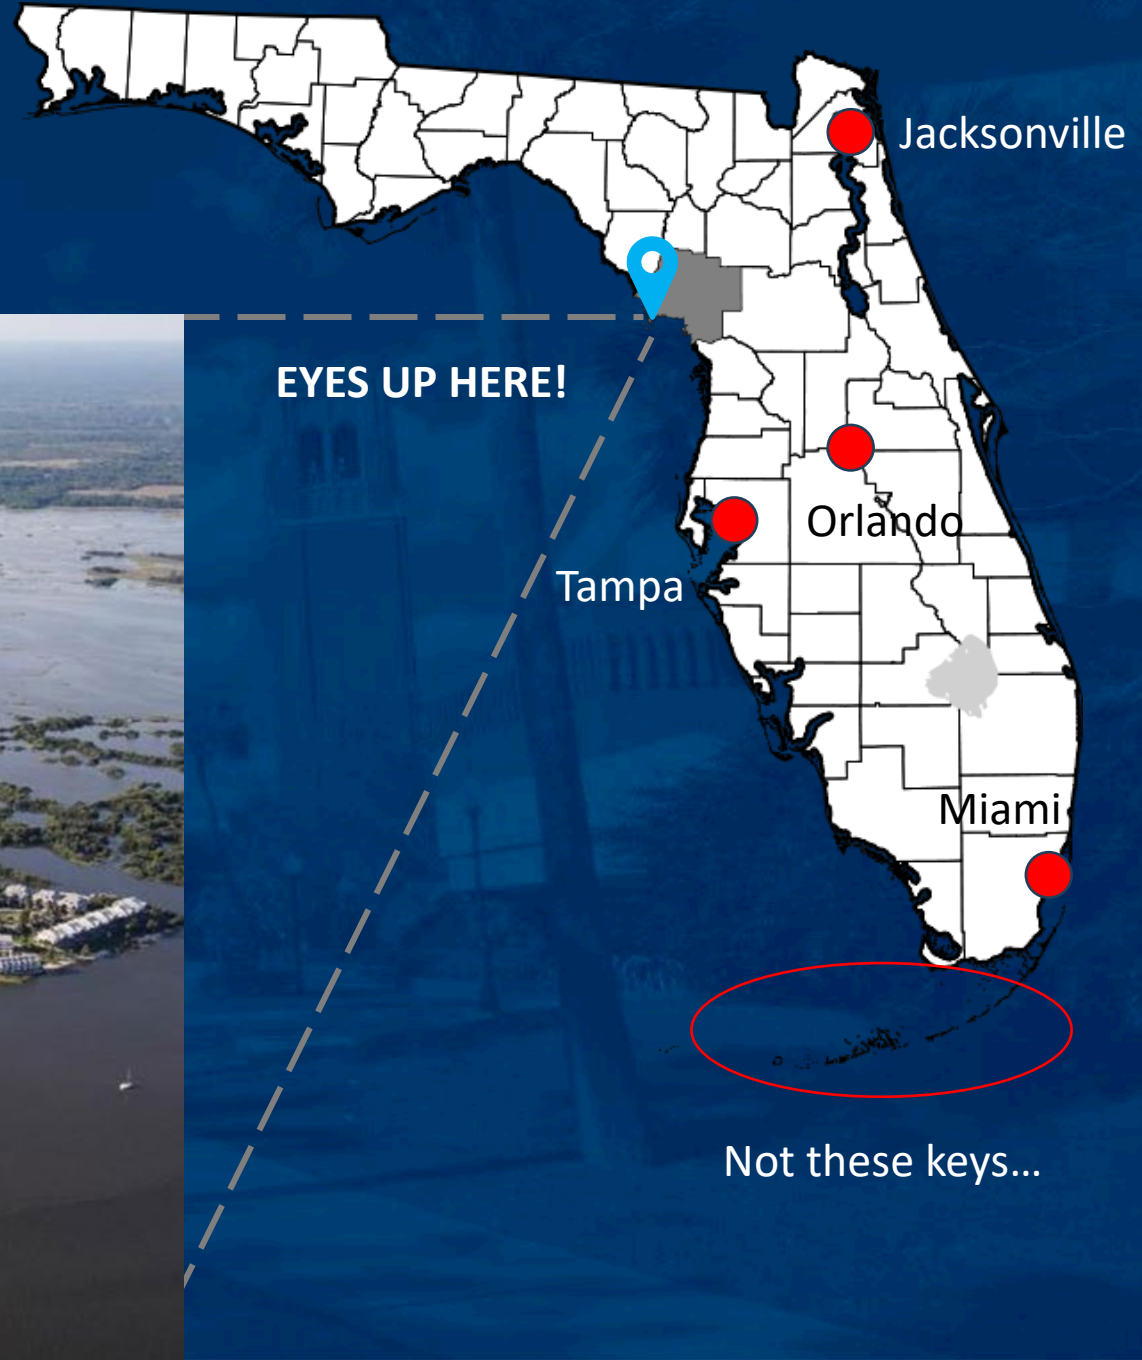 Jacksonville
EYES UP HERE!
Orlando
Tampa
Miami
Not these keys...